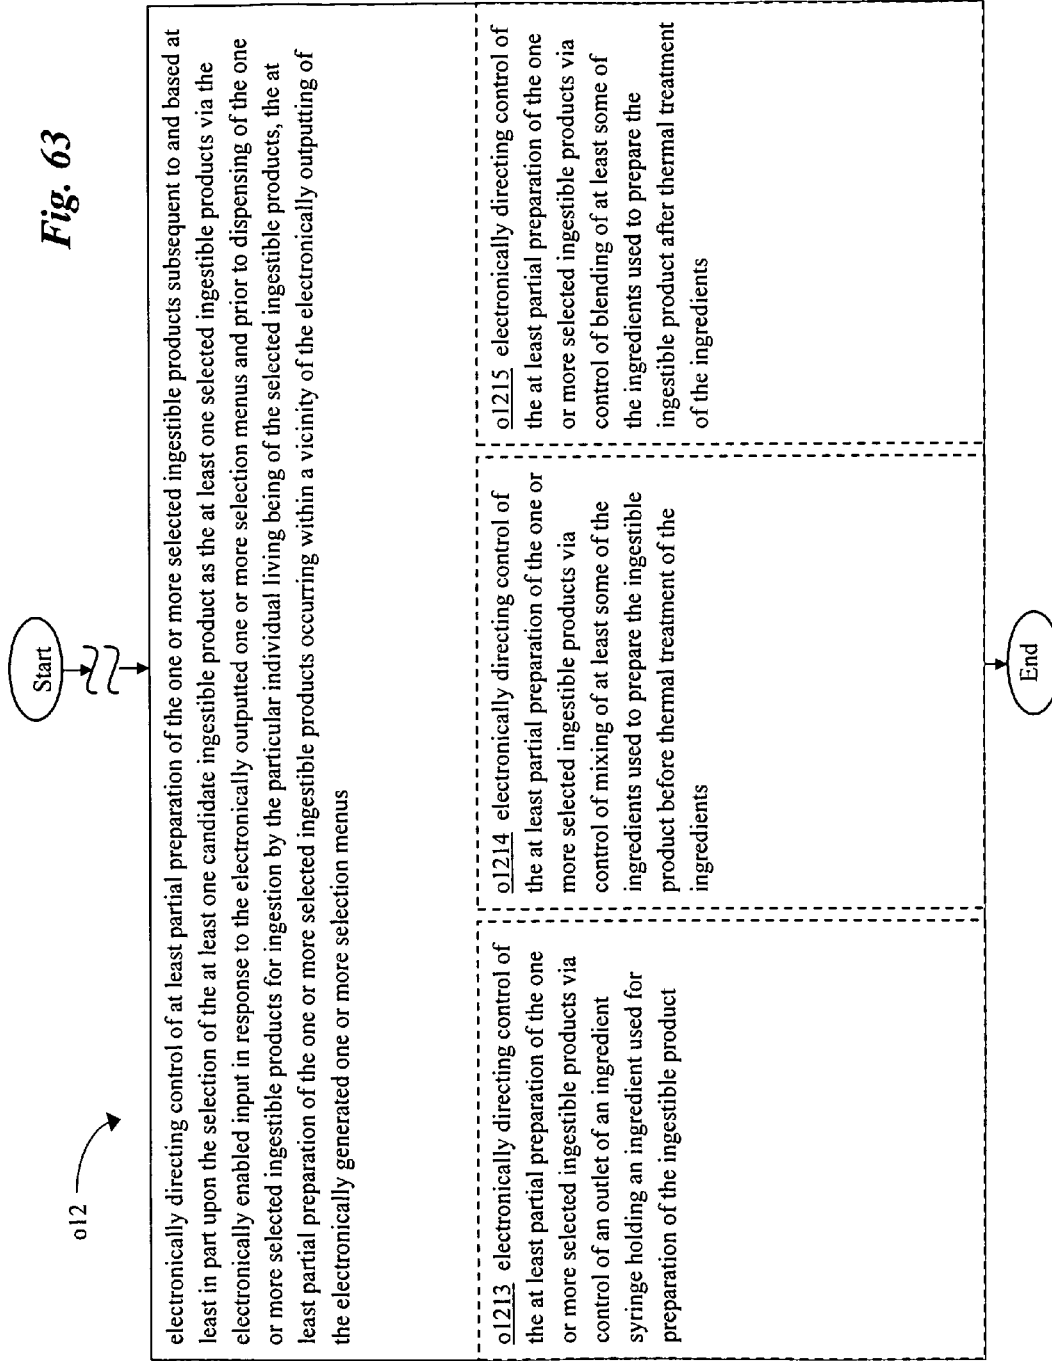 Fig. 63
o12
Start
electronically directing control of at least partial preparation of the one or more selected ingestible products subsequent to and based at
least in part upon the selection of the at least one candidate ingestible product as the at least one selected ingestible products via the
electronically enabled input in response to the electronically outputted one or more selection menus and prior to dispensing of the one
or more selected ingestible products for ingestion by the particular individual living being of the selected ingestible products, the at
least partial preparation of the one or more selected ingestible products occurring within a vicinity of the electronically outputting of
the electronically generated one or more selection menus
o1213 electronically directing control of
the at least partial preparation of the one
or more selected ingestible products via
control of an outlet of an ingredient
syringe holding an ingredient used for
preparation of the ingestible product
o1214 electronically directing control of
the at least partial preparation of the one or
more selected ingestible products via
control of mixing of at least some of the
ingredients used to prepare the ingestible
product before thermal treatment of the
ingredients
o1215 electronically directing control of
the at least partial preparation of the one
or more selected ingestible products via
control of blending of at least some of
the ingredients used to prepare the
ingestible product after thermal treatment
of the ingredients
End